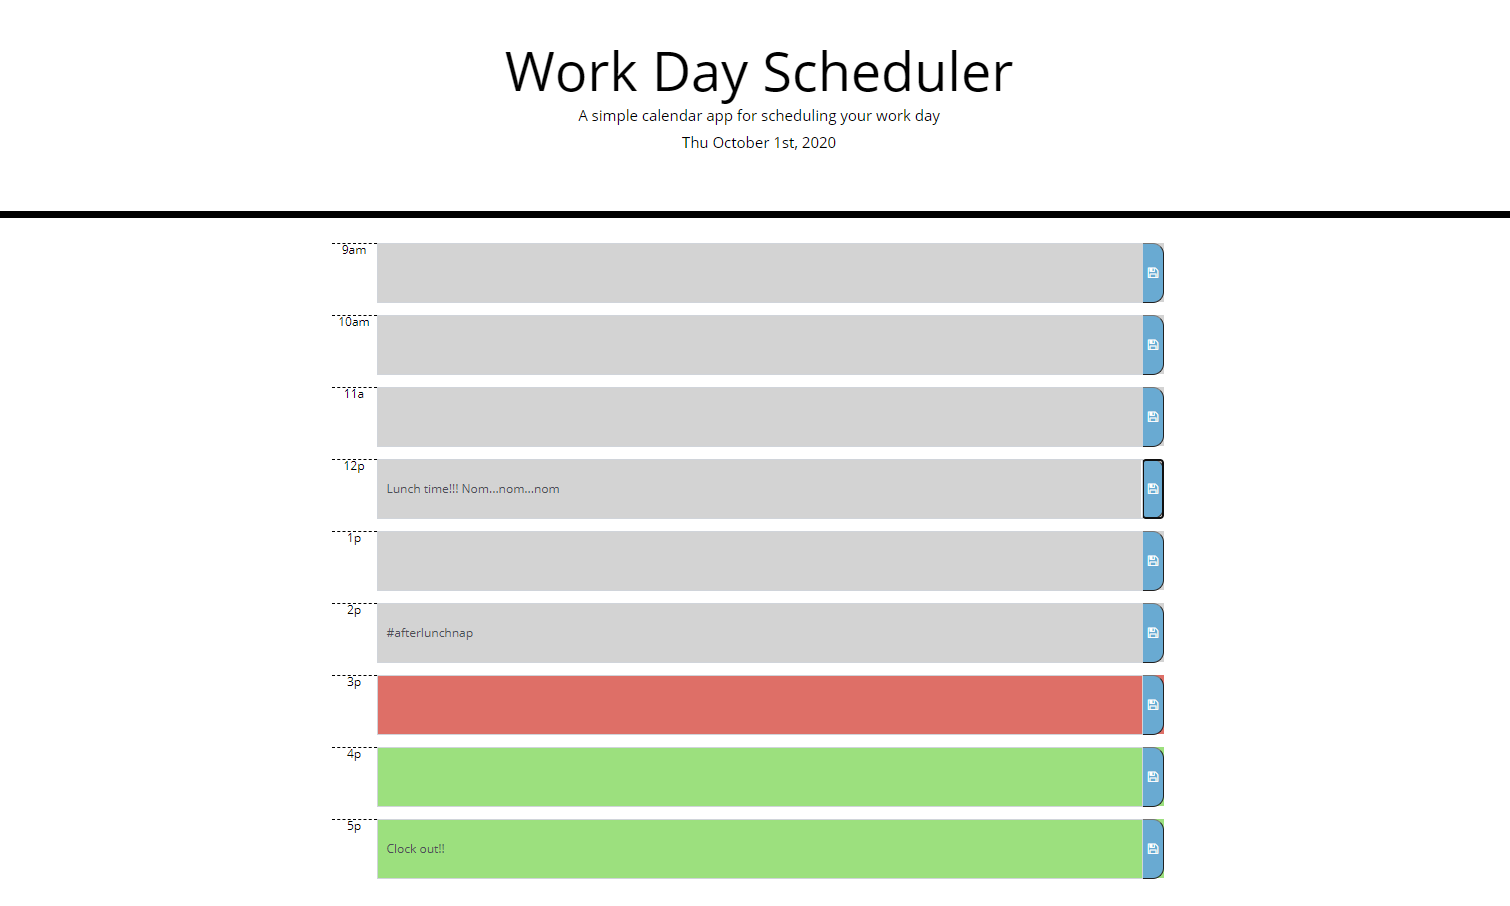 Work Day Scheduler
A simple calendar app for scheduling your work day
Thu October 1st, 2020
9am
10am
11a
12p
Lunch time!!! Nom...nom...nom
1p
2p
#afterlunchnap
3p
4p
5p
Clock out!!